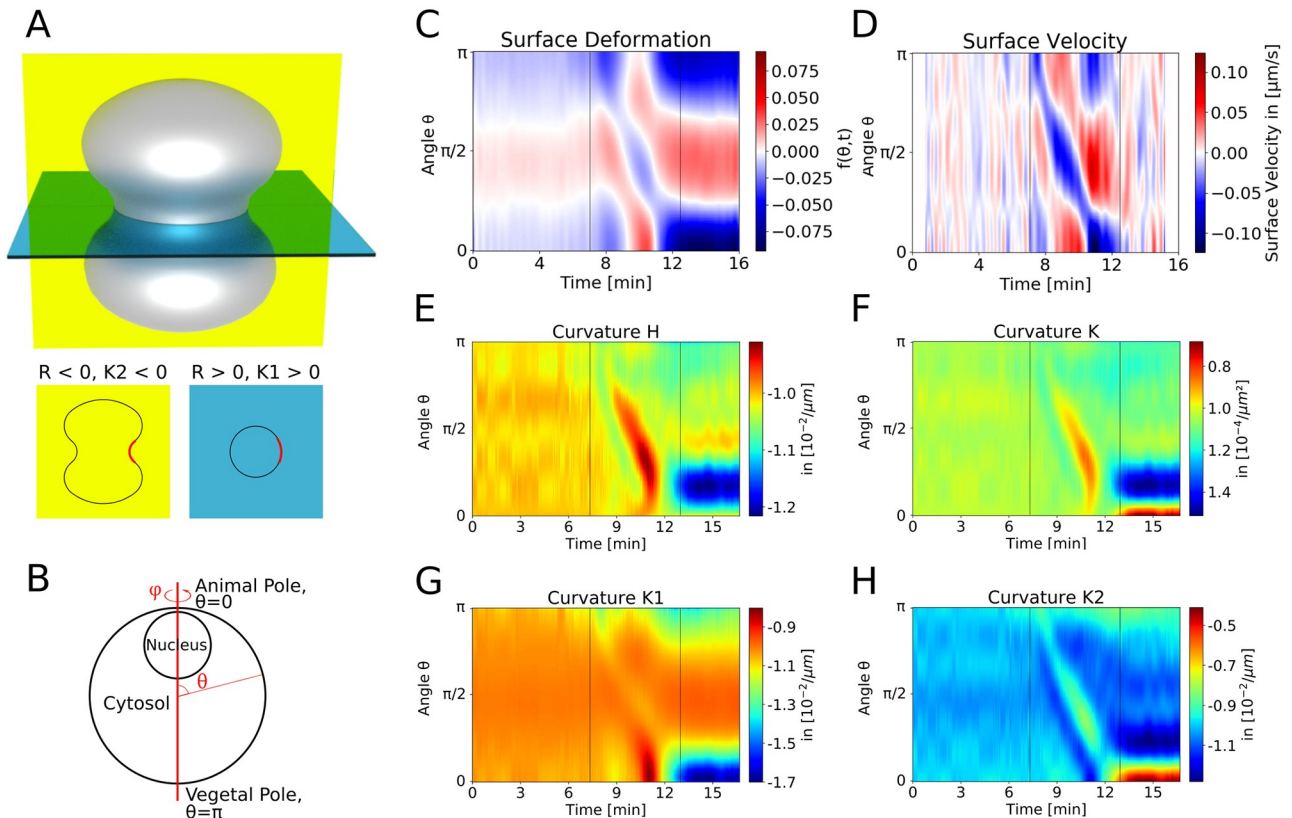 A
R < 0, K2 < 0
R > 0, K1 > 0
B
φ
Animal Pole,
θ=0
Nucleus
θ
Cytosol
Vegetal Pole,
θ=π
C
Surface Deformation
Angle θ
π
π/2
0
0 4 8 12 16
Time [min]
0.075
0.050
0.025
0.000
−0.025
−0.050
−0.075
f(θ,t)
D
Surface Velocity
Angle θ
π
π/2
0
0 4 8 12 16
Time [min]
0.10
0.05
0.00
−0.05
−0.10
Surface Velocity in [μm/s]
E
Curvature H
Angle θ
π
π/2
0
0 3 6 9 12 15
Time [min]
-1.0
-1.1
-1.2
in [10⁻²/μm]
F
Curvature K
Angle θ
π
π/2
0
0 3 6 9 12 15
Time [min]
0.8
1.0
1.2
1.4
in [10⁻⁴/μm²]
G
Curvature K1
Angle θ
π
π/2
0
0 3 6 9 12 15
Time [min]
-0.9
-1.1
-1.3
-1.5
-1.7
in [10⁻²/μm]
H
Curvature K2
Angle θ
π
π/2
0
0 3 6 9 12 15
Time [min]
-0.5
-0.7
-0.9
-1.1
in [10⁻²/μm]